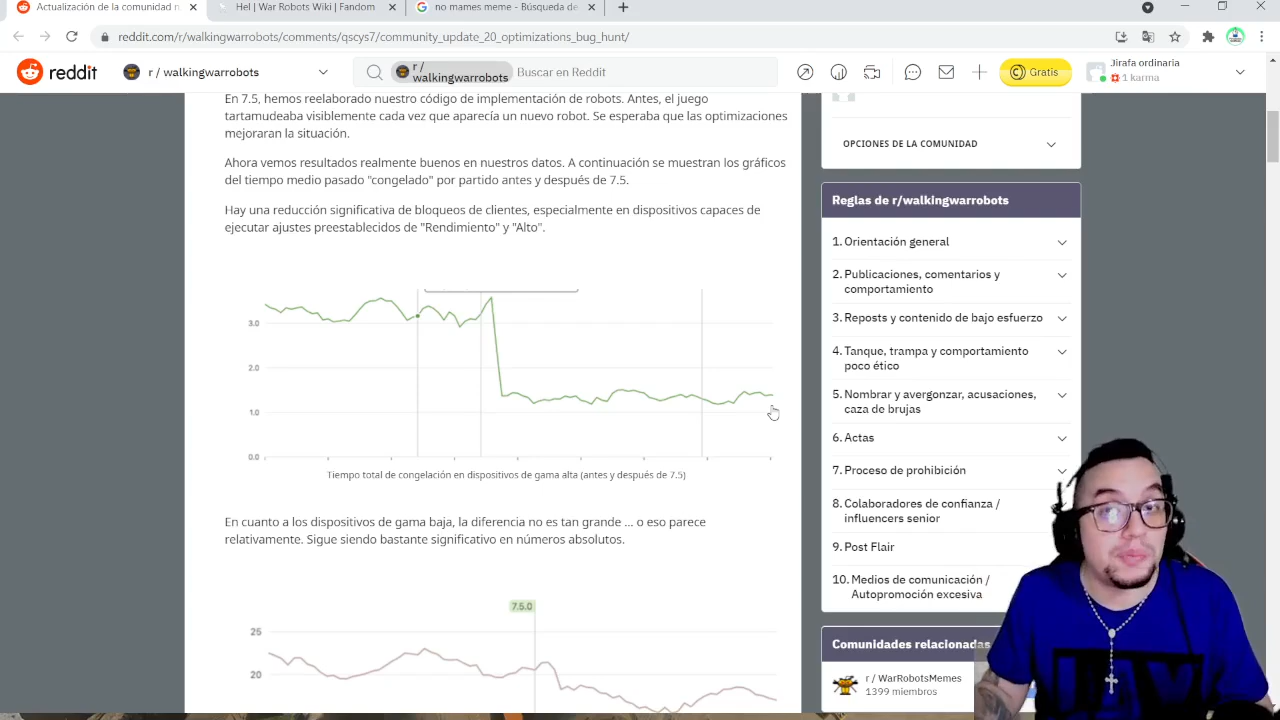 Actualización de la comunidad n
Hel | War Robots Wiki | Fandom
no mames meme - Búsqueda de
reddit.com/r/walkingwarrobots/comments/qscys7/community_update_20_optimizations_bug_hunt/
reddit
r / walkingwarrobots
r /
walkingwarrobots
Buscar en Reddit
Gratis
Jirafa ordinaria
1 karma
En 7.5, hemos reelaborado nuestro código de implementación de robots. Antes, el juego
tartamudeaba visiblemente cada vez que aparecía un nuevo robot. Se esperaba que las optimizaciones
mejoraran la situación.
Ahora vemos resultados realmente buenos en nuestros datos. A continuación se muestran los gráficos
del tiempo medio pasado "congelado" por partido antes y después de 7.5.
Hay una reducción significativa de bloqueos de clientes, especialmente en dispositivos capaces de
ejecutar ajustes preestablecidos de "Rendimiento" y "Alto".
3.0
2.0
1.0
0.0
Tiempo total de congelación en dispositivos de gama alta (antes y después de 7.5)
En cuanto a los dispositivos de gama baja, la diferencia no es tan grande ... o eso parece
relativamente. Sigue siendo bastante significativo en números absolutos.
7.5.0
25
20
OPCIONES DE LA COMUNIDAD
Reglas de r/walkingwarrobots
1. Orientación general
2. Publicaciones, comentarios y
comportamiento
3. Reposts y contenido de bajo esfuerzo
4. Tanque, trampa y comportamiento
poco ético
5. Nombrar y avergonzar, acusaciones,
caza de brujas
6. Actas
7. Proceso de prohibición
8. Colaboradores de confianza /
influencers senior
9. Post Flair
10. Medios de comunicación /
Autopromoción excesiva
Comunidades relacionadas
r / WarRobotsMemes
1399 miembros